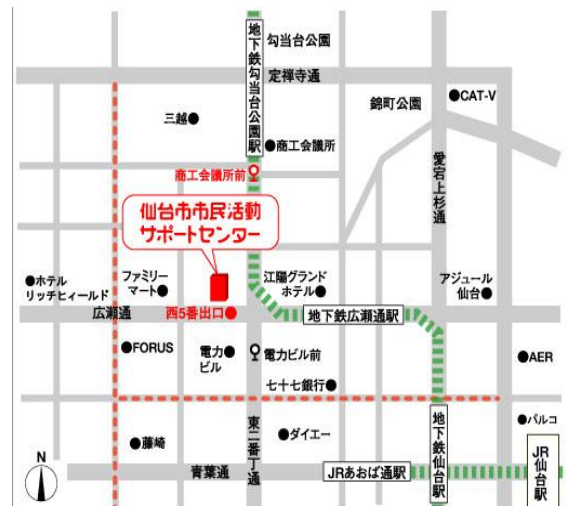 地下鉄勾当台公園駅
勾当台公園
定禅寺通
CAT-V
錦町公園
三越
商工会議所
愛宕上杉通
商工会議所前
仙台市市民活動
サポートセンター
ホテル
リッチヒィールド
ファミリー
マート
江陽グランド
ホテル
アジュール
仙台
広瀬通
西5番出口
地下鉄広瀬通駅
FORUS
電力
ビル
電力ビル前
AER
七十七銀行
東二番丁通
地下鉄仙台駅
パルコ
藤崎
ダイエー
JR
仙台駅
N
青葉通
JRあおば通駅